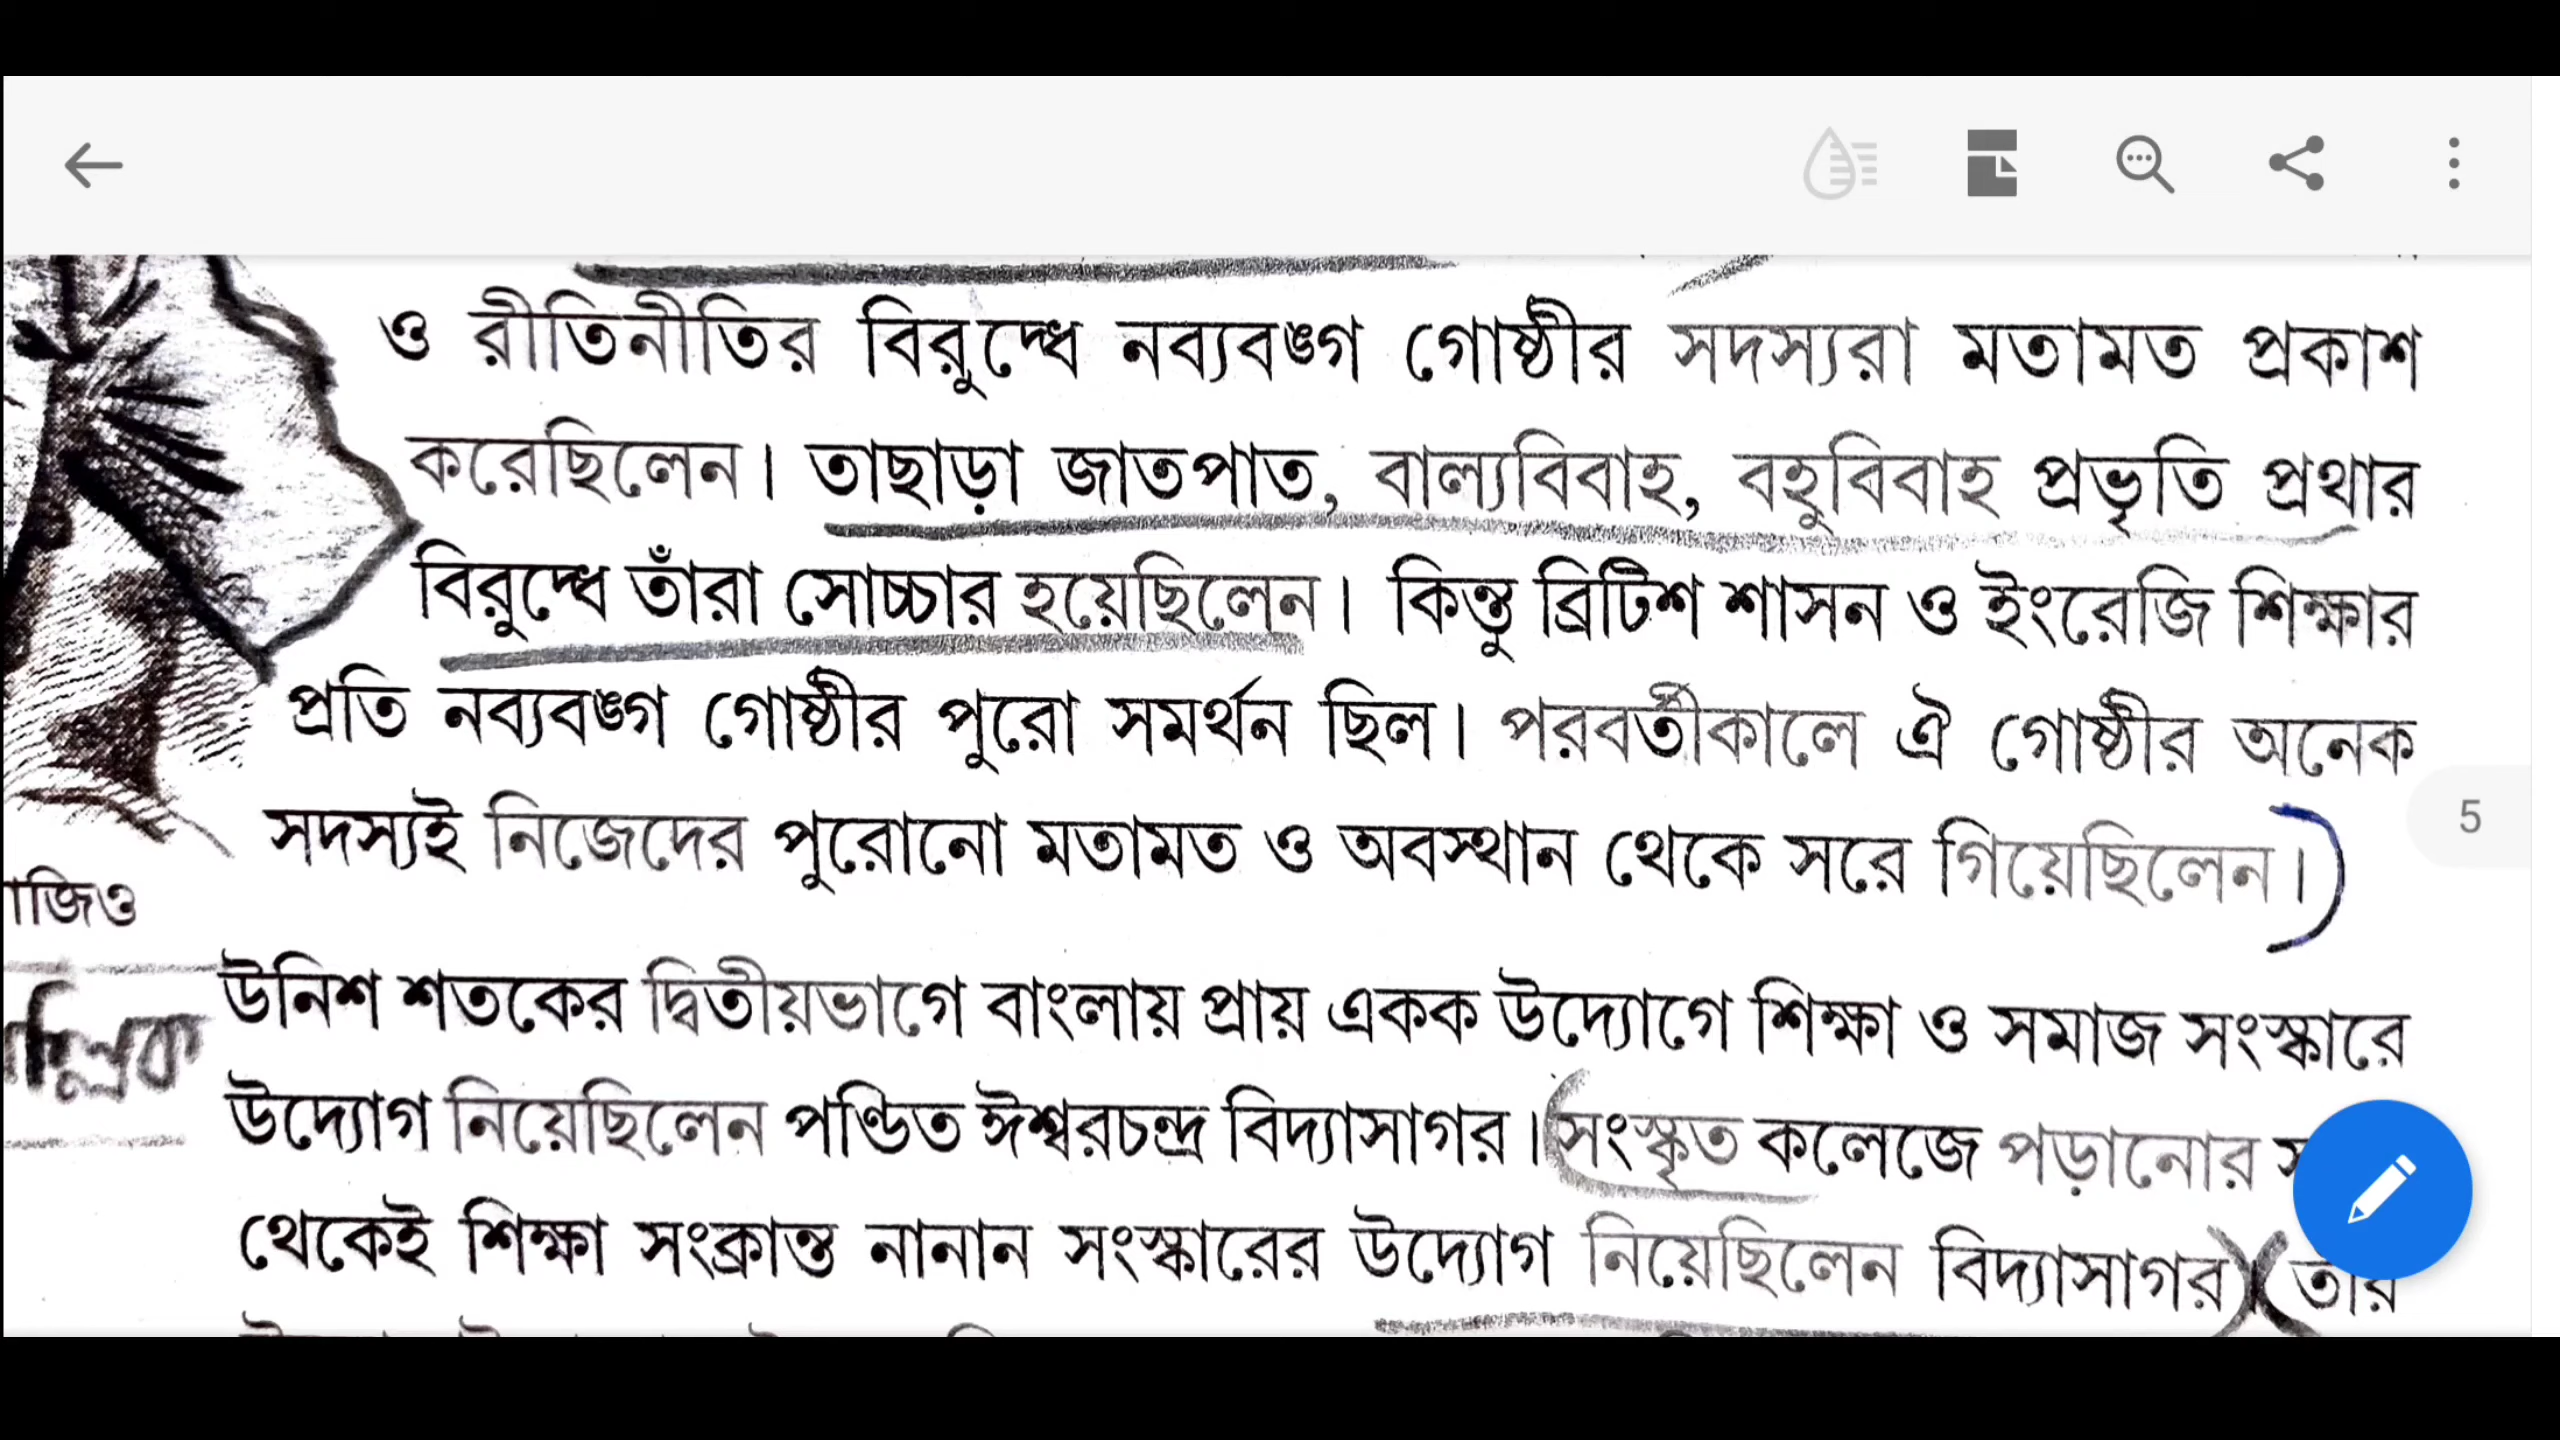 ও রীতিনীতির বিরুদ্ধে নব্যবঙ্গ গোষ্ঠীর সদস্যরা মতামত প্রকাশ
করেছিলেন। তাছাড়া জাতপাত, বাল্যবিবাহ, বহুবিবাহ প্রভৃতি প্রথার
বিরুদ্ধে তাঁরা সোচ্চার হয়েছিলেন। কিন্তু ব্রিটিশ শাসন ও ইংরেজি শিক্ষার
প্রতি নব্যবঙ্গ গোষ্ঠীর পুরো সমর্থন ছিল। পরবর্তীকালে ঐ গোষ্ঠীর অনেক
সদস্যই নিজেদের পুরোনো মতামত ও অবস্থান থেকে সরে গিয়েছিলেন।
5
াজিও
উনিশ শতকের দ্বিতীয়ভাগে বাংলায় প্রায় একক উদ্যোগে শিক্ষা ও সমাজ সংস্কারে
উদ্যোগ নিয়েছিলেন পণ্ডিত ঈশ্বরচন্দ্র বিদ্যাসাগর। সংস্কৃত কলেজে পড়ানোর
থেকেই শিক্ষা সংক্রান্ত নানান সংস্কারের উদ্যোগ নিয়েছিলেন বিদ্যাসাগর। তাঁর